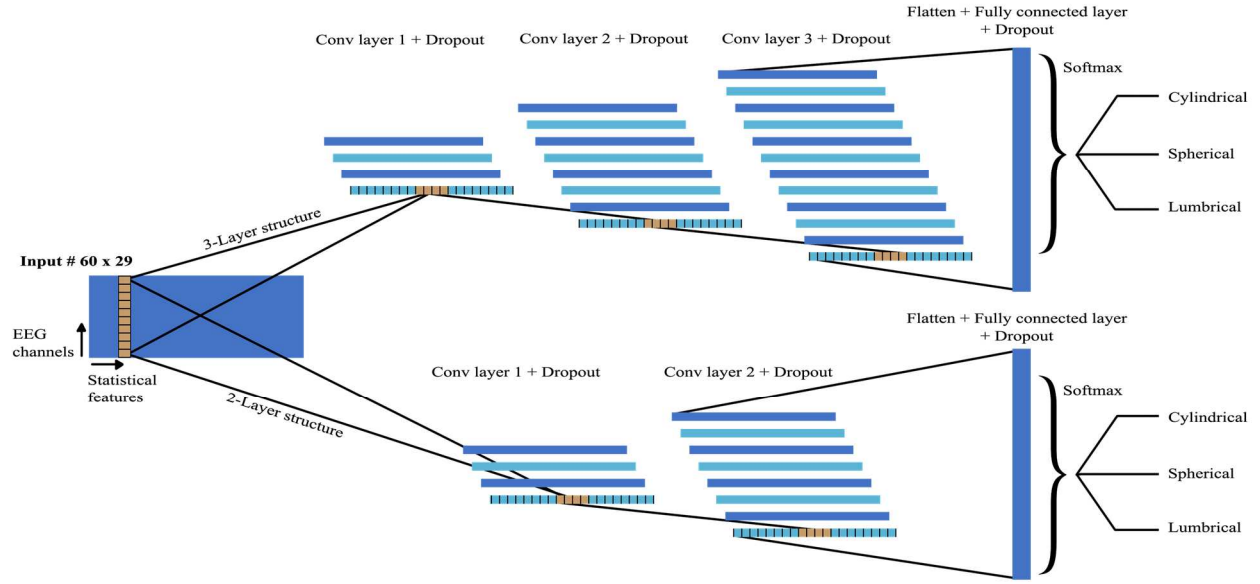 Flatten + Fully connected layer
+ Dropout
Conv layer 1 + Dropout
Conv layer 2 + Dropout
Conv layer 3 + Dropout
Softmax
Cylindrical
Spherical
Lumbrical
3-Layer structure
Input # 60 x 29
EEG
channels
Statistical
features
2-Layer structure
Flatten + Fully connected layer
+ Dropout
Conv layer 1 + Dropout
Conv layer 2 + Dropout
Softmax
Cylindrical
Spherical
Lumbrical